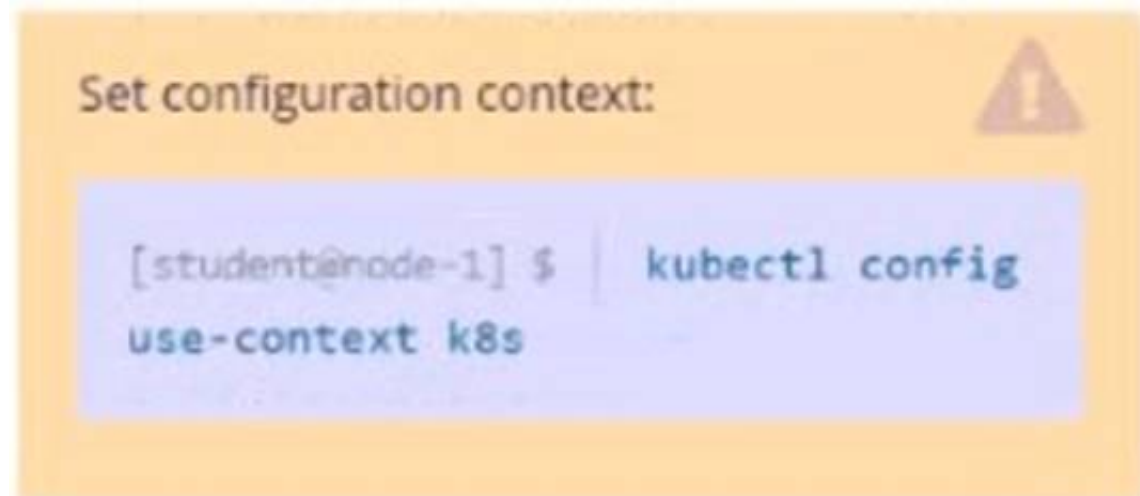 Set configuration context:
[student@node-1] $ | kubectl config
use-context k8s